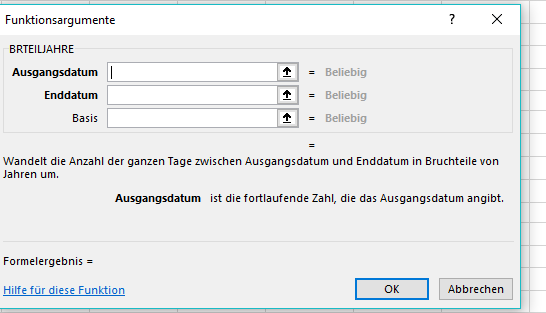 Funktionsargumente ? ×
BRTEILJAHRE
Ausgangsdatum = Beliebig
Enddatum = Beliebig
Basis = Beliebig
=
Wandelt die Anzahl der ganzen Tage zwischen Ausgangsdatum und Enddatum in Bruchteile von
Jahren um.
Ausgangsdatum ist die fortlaufende Zahl, die das Ausgangsdatum angibt.
Formelergebnis =
Hilfe für diese Funktion OK Abbrechen